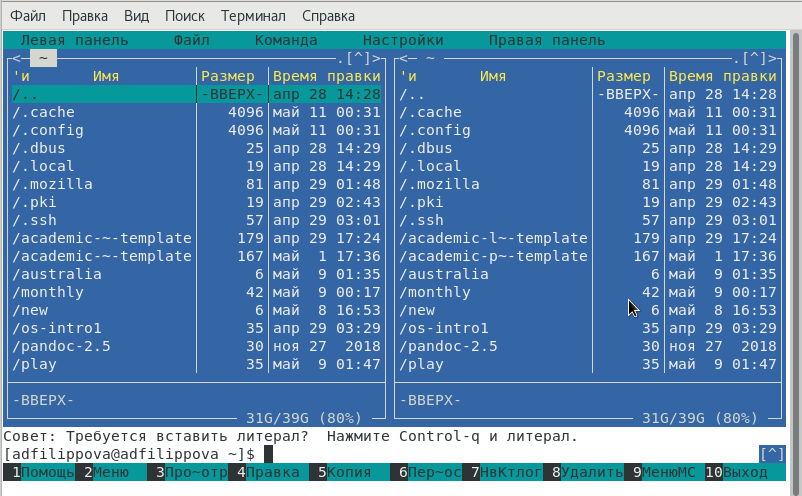 Файл Правка Вид Поиск Терминал Справка
Левая панель Файл Команда Настройки Правая панель
<─ ~ .[^]> <─ ~ .[^]>
'и Имя Размер Время правки 'и Имя Размер Время правки
/.. -ВВЕРХ- апр 28 14:28 /.. -ВВЕРХ- апр 28 14:28
/.cache 4096 май 11 00:31 /.cache 4096 май 11 00:31
/.config 4096 май 11 00:31 /.config 4096 май 11 00:31
/.dbus 25 апр 28 14:29 /.dbus 25 апр 28 14:29
/.local 19 апр 28 14:29 /.local 19 апр 28 14:29
/.mozilla 81 апр 29 01:48 /.mozilla 81 апр 29 01:48
/.pki 19 апр 29 02:43 /.pki 19 апр 29 02:43
/.ssh 57 апр 29 03:01 /.ssh 57 апр 29 03:01
/academic-~-template 179 апр 29 17:24 /academic-l~-template 179 апр 29 17:24
/academic-~-template 167 май 1 17:36 /academic-p~-template 167 май 1 17:36
/australia 6 май 9 01:35 /australia 6 май 9 01:35
/monthly 42 май 9 00:17 /monthly 42 май 9 00:17
/new 6 май 8 16:53 /new 6 май 8 16:53
/os-intro1 35 апр 29 03:29 /os-intro1 35 апр 29 03:29
/pandoc-2.5 30 ноя 27 2018 /pandoc-2.5 30 ноя 27 2018
/play 35 май 9 01:47 /play 35 май 9 01:47
-ВВЕРХ- -ВВЕРХ-
31G/39G (80%) 31G/39G (80%)
Совет: Требуется вставить литерал? Нажмите Control-q и литерал.
[adfilippova@adfilippova ~]$ [^]
1Помощь 2Меню 3Про~отр 4Правка 5Копия 6Пер~ос 7НвКтлог 8Удалить 9МенюМС 10Выход